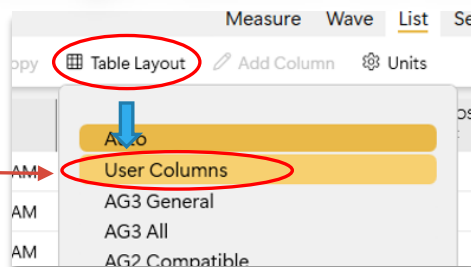 Measure Wave List Se
opy Table Layout Add Column Units
Auto
os
AM User Columns
AM AG3 General
AG3 All
AM AG2 Compatible